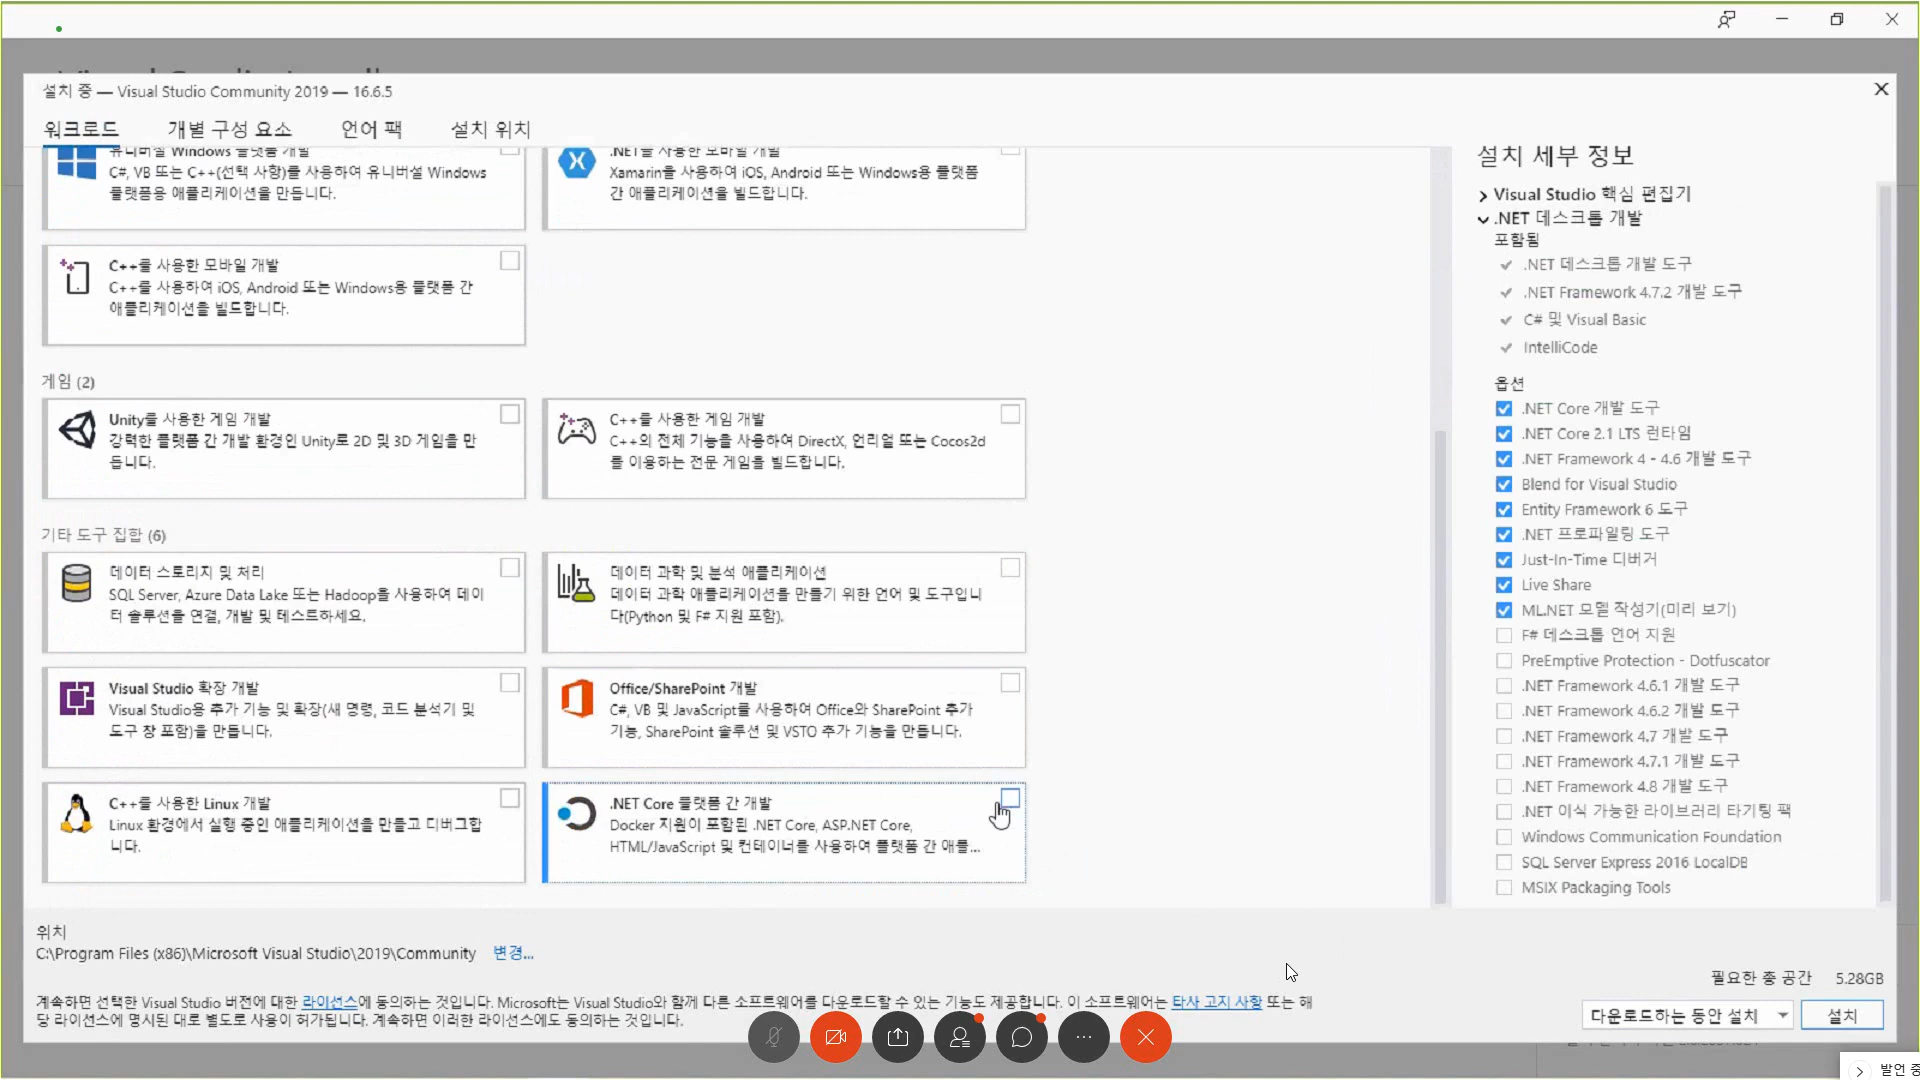 설치 중 — Visual Studio Community 2019 — 16.6.5
워크로드 개별 구성 요소 언어 팩 설치 위치
유니버설 Windows 플랫폼 개발
C#, VB 또는 C++(선택 사항)를 사용하여 유니버설 Windows
플랫폼용 애플리케이션을 만듭니다.
.NET을 사용한 모바일 개발
Xamarin을 사용하여 iOS, Android 또는 Windows용 플랫폼
간 애플리케이션을 빌드합니다.
C++를 사용한 모바일 개발
C++를 사용하여 iOS, Android 또는 Windows용 플랫폼 간
애플리케이션을 빌드합니다.
게임 (2)
Unity를 사용한 게임 개발
강력한 플랫폼 간 개발 환경인 Unity로 2D 및 3D 게임을 만
듭니다.
C++를 사용한 게임 개발
C++의 전체 기능을 사용하여 DirectX, 언리얼 또는 Cocos2d
를 이용하는 전문 게임을 빌드합니다.
기타 도구 집합 (6)
데이터 스토리지 및 처리
SQL Server, Azure Data Lake 또는 Hadoop을 사용하여 데이
터 솔루션을 연결, 개발 및 테스트하세요.
데이터 과학 및 분석 애플리케이션
데이터 과학 애플리케이션을 만들기 위한 언어 및 도구입니
다(Python 및 F# 지원 포함).
Visual Studio 확장 개발
Visual Studio용 추가 기능 및 확장(새 명령, 코드 분석기 및
도구 창 포함)을 만듭니다.
Office/SharePoint 개발
C#, VB 및 JavaScript를 사용하여 Office와 SharePoint 추가
기능, SharePoint 솔루션 및 VSTO 추가 기능을 만듭니다.
C++를 사용한 Linux 개발
Linux 환경에서 실행 중인 애플리케이션을 만들고 디버그합
니다.
.NET Core 플랫폼 간 개발
Docker 지원이 포함된 .NET Core, ASP.NET Core,
HTML/JavaScript 및 컨테이너를 사용하여 플랫폼 간 애플...
설치 세부 정보
Visual Studio 핵심 편집기
.NET 데스크톱 개발
포함됨
.NET 데스크톱 개발 도구
.NET Framework 4.7.2 개발 도구
C# 및 Visual Basic
IntelliCode
옵션
.NET Core 개발 도구
.NET Core 2.1 LTS 런타임
.NET Framework 4 - 4.6 개발 도구
Blend for Visual Studio
Entity Framework 6 도구
.NET 프로파일링 도구
Just-In-Time 디버거
Live Share
ML.NET 모델 작성기(미리 보기)
F# 데스크톱 언어 지원
PreEmptive Protection - Dotfuscator
.NET Framework 4.6.1 개발 도구
.NET Framework 4.6.2 개발 도구
.NET Framework 4.7 개발 도구
.NET Framework 4.7.1 개발 도구
.NET Framework 4.8 개발 도구
.NET 이식 가능한 라이브러리 타기팅 팩
Windows Communication Foundation
SQL Server Express 2016 LocalDB
MSIX Packaging Tools
위치
C:\Program Files (x86)\Microsoft Visual Studio\2019\Community 변경...
필요한 총 공간 5.28GB
계속하면 선택한 Visual Studio 버전에 대한 라이선스에 동의하는 것입니다. Microsoft는 Visual Studio와 함께 다른 소프트웨어를 다운로드할 수 있는 기능도 제공합니다. 이 소프트웨어는 타사 고지 사항 또는 해
당 라이선스에 명시된 대로 별도로 사용이 허가됩니다. 계속하면 이러한 라이선스에도 동의하는 것입니다.
다운로드하는 동안 설치 설치
발언 중